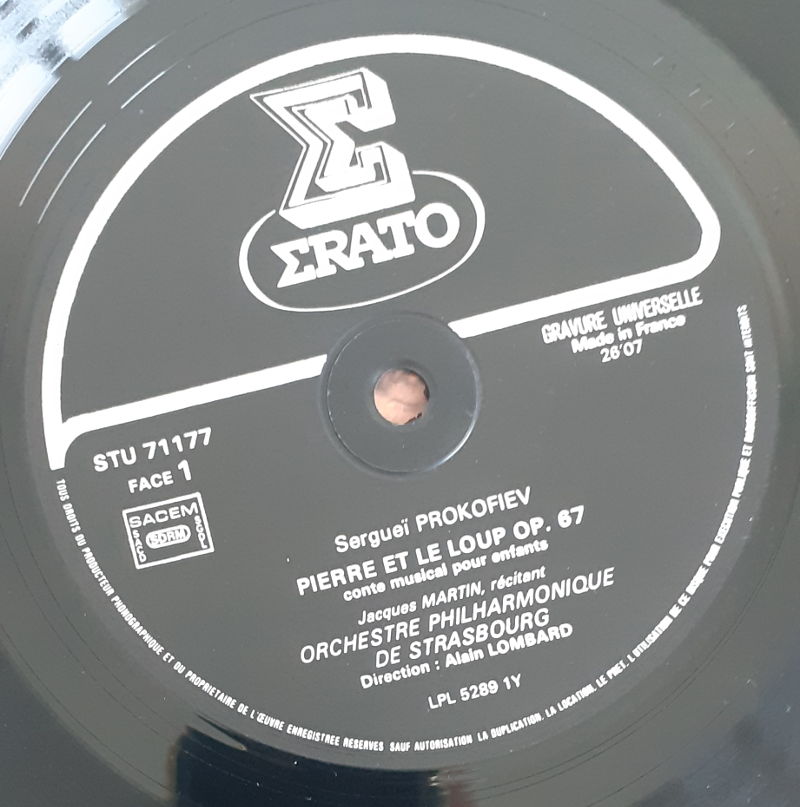 Σ
ΣRATO
GRAVURE UNIVERSELLE
Made in France
26'07
STU 71177
FACE 1
SACEM
SACD
SDRM
SGDL
Sergueï PROKOFIEV
PIERRE ET LE LOUP OP. 67
conte musical pour enfants
Jacques MARTIN, récitant
ORCHESTRE PHILHARMONIQUE
DE STRASBOURG
Direction : Alain LOMBARD
LPL 5289 1Y
TOUS DROITS DU PRODUCTEUR PHONOGRAPHIQUE ET DU PROPRIETAIRE DE L'ŒUVRE ENREGISTREE RESERVES SAUF AUTORISATION LA DUPLICATION, LA LOCATION, LE PRET, L'UTILISATION DE CE DISQUE POUR EXECUTION PUBLIQUE ET RADIODIFFUSION SONT INTERDITS